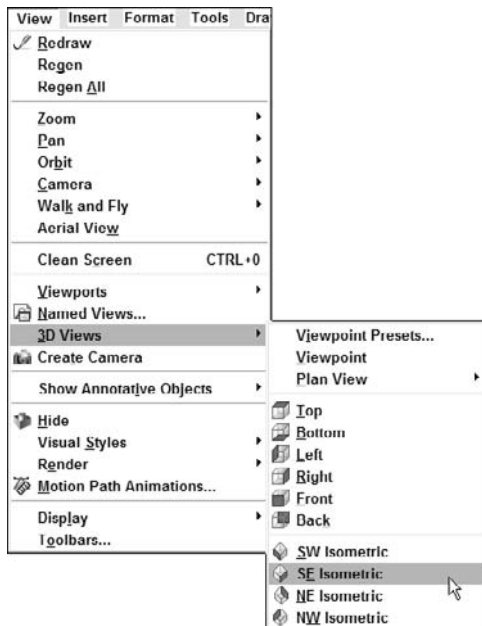 View Insert Format Tools Dra
Redraw
Regen
Regen All
Zoom
Pan
Orbit
Camera
Walk and Fly
Aerial View
Clean Screen CTRL+0
Viewports
Named Views...
3D Views
Create Camera
Show Annotative Objects
Hide
Visual Styles
Render
Motion Path Animations...
Display
Toolbars...
Viewpoint Presets...
Viewpoint
Plan View
Top
Bottom
Left
Right
Front
Back
SW Isometric
SE Isometric
NE Isometric
NW Isometric